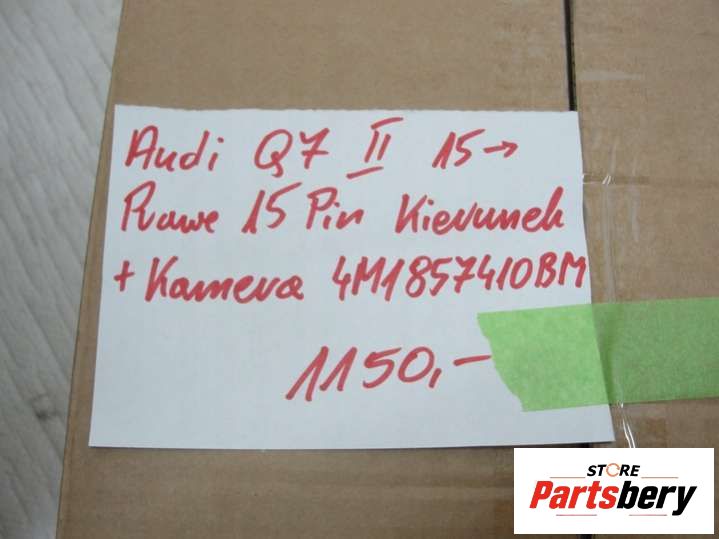 Audi Q7 II 15→
Prawe 15 Pin Kierunek
+ Kamera 4M1857410BM
1150,-
STORE
Partsbery